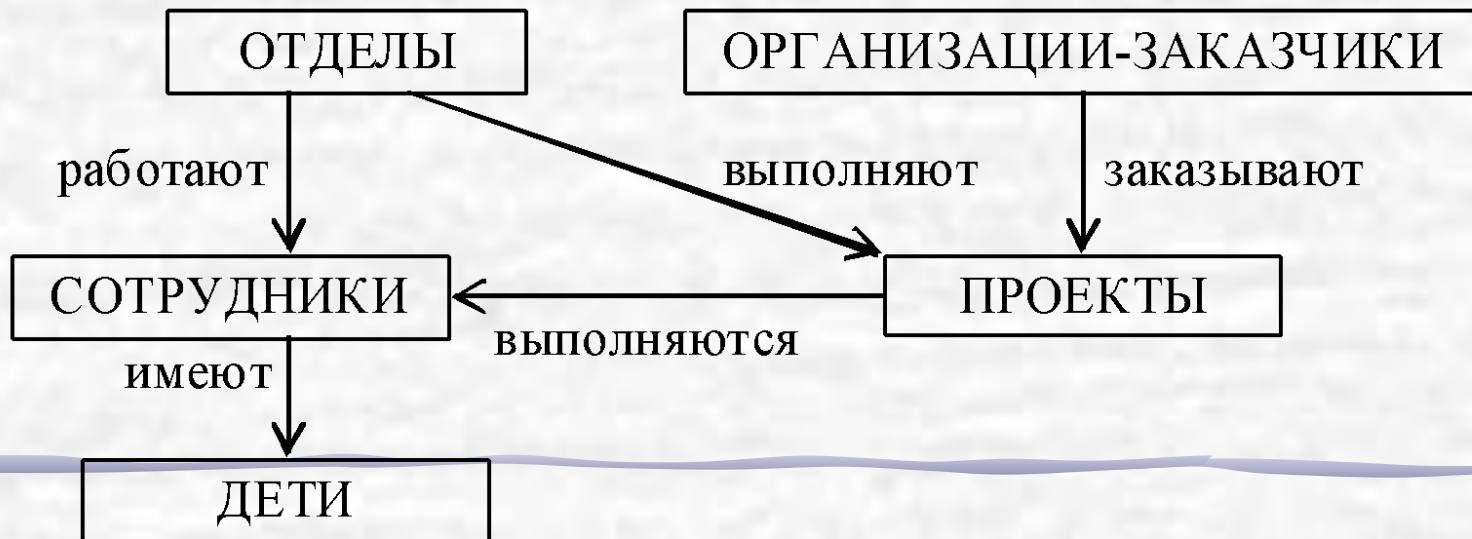 ОТДЕЛЫ
ОРГАНИЗАЦИИ-ЗАКАЗЧИКИ
работают
выполняют
заказывают
СОТРУДНИКИ
ПРОЕКТЫ
выполняются
имеют
ДЕТИ